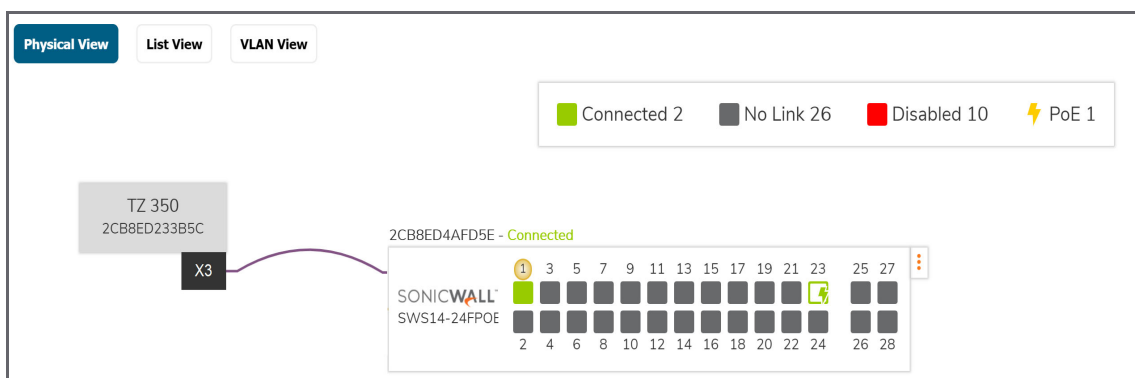 Physical View List View VLAN View
Connected 2 No Link 26 Disabled 10 PoE 1
TZ 350
2CB8ED233B5C
X3
2CB8ED4AFD5E - Connected
1 3 5 7 9 11 13 15 17 19 21 23 25 27
SONICWALL
SWS14-24FPOE
2 4 6 8 10 12 14 16 18 20 22 24 26 28